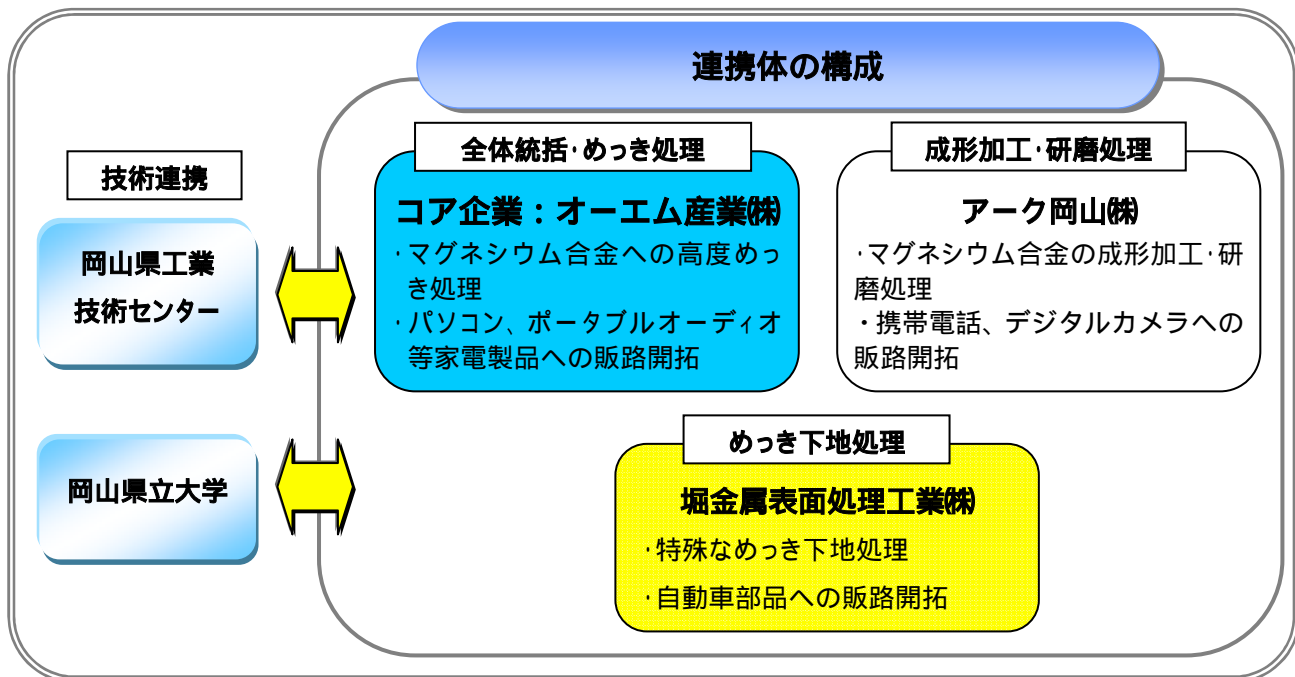 連携体の構成
技術連携
岡山県工業
技術センター
岡山県立大学
全体統括・めっき処理
コア企業：オーエム産業㈱
・マグネシウム合金への高度めっ
き処理
・パソコン、ポータブルオーディオ
等家電製品への販路開拓
成形加工・研磨処理
アーク岡山㈱
・マグネシウム合金の成形加工・研
磨処理
・携帯電話、デジタルカメラへの
販路開拓
めっき下地処理
堀金属表面処理工業㈱
・特殊なめっき下地処理
・自動車部品への販路開拓